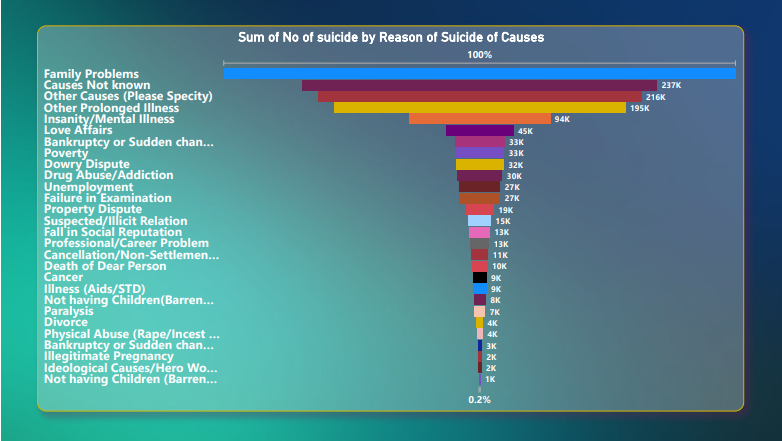 Sum of No of suicide by Reason of Suicide of Causes
100%
Family Problems
Causes Not known 237K
Other Causes (Please Specity) 216K
Other Prolonged Illness 195K
Insanity/Mental Illness 94K
Love Affairs 45K
Bankruptcy or Sudden chan... 33K
Poverty 33K
Dowry Dispute 32K
Drug Abuse/Addiction 30K
Unemployment 27K
Failure in Examination 27K
Property Dispute 19K
Suspected/Illicit Relation 15K
Fall in Social Reputation 13K
Professional/Career Problem 13K
Cancellation/Non-Settlemen... 11K
Death of Dear Person 10K
Cancer 9K
Illness (Aids/STD) 9K
Not having Children(Barren... 8K
Paralysis 7K
Divorce 4K
Physical Abuse (Rape/Incest ... 4K
Bankruptcy or Sudden chan... 3K
Illegitimate Pregnancy 2K
Ideological Causes/Hero Wo... 2K
Not having Children (Barren... 1K
0.2%